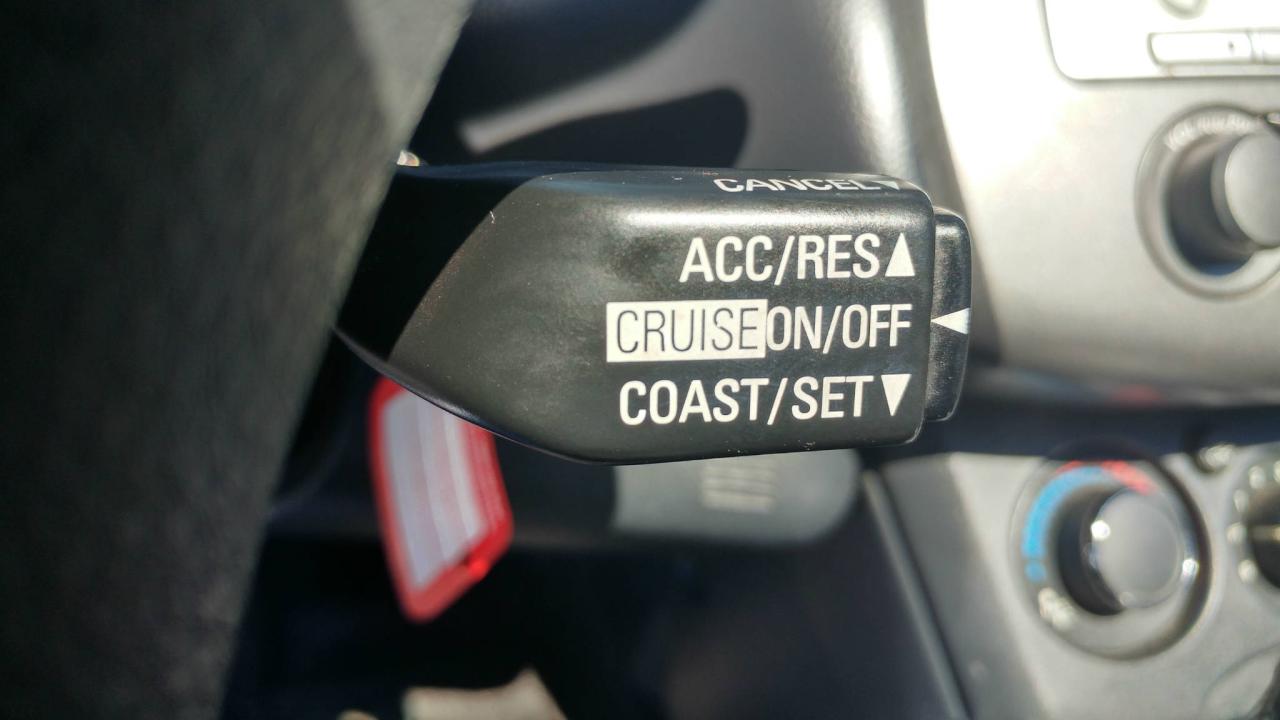 CANCEL▼
ACC/RES▲
CRUISE ON/OFF ◀
COAST/SET▼